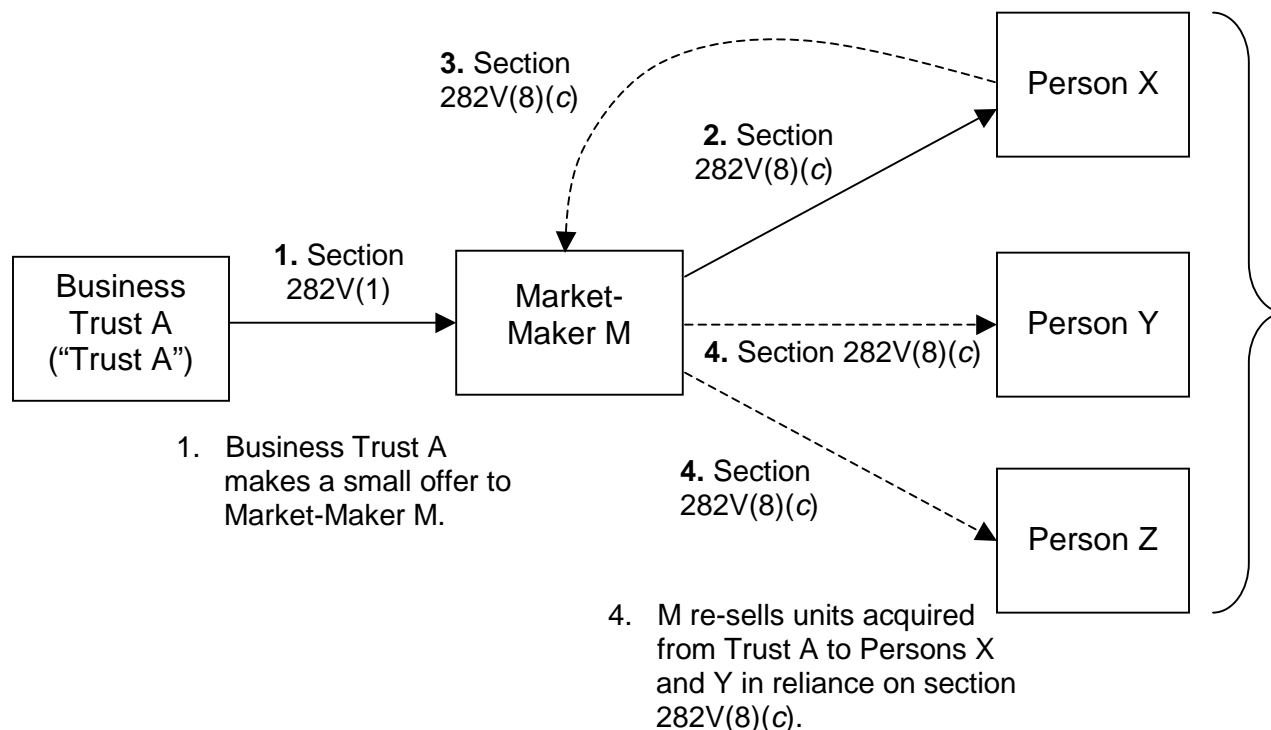 3. Section
282V(8)(c)
Person X
2. Section
282V(8)(c)
1. Section
282V(1)
Business
Trust A
(“Trust A”)
Market-
Maker M
Person Y
4. Section 282V(8)(c)
1. Business Trust A
makes a small offer to
Market-Maker M.
4. Section
282V(8)(c)
Person Z
4. M re-sells units acquired
from Trust A to Persons X
and Y in reliance on section
282V(8)(c).